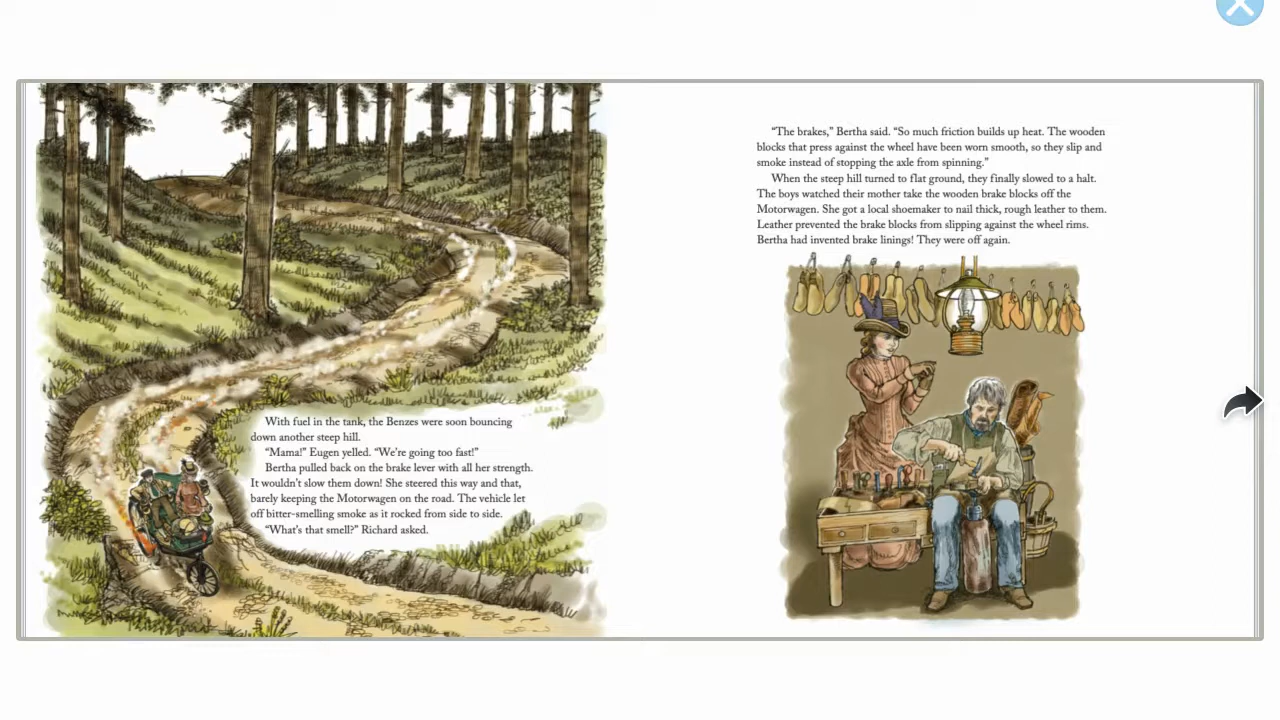 With fuel in the tank, the Benzes were soon bouncing
down another steep hill.
“Mama!” Eugen yelled. “We’re going too fast!”
Bertha pulled back on the brake lever with all her strength.
It wouldn’t slow them down! She steered this way and that,
barely keeping the Motorwagen on the road. The vehicle let
off bitter-smelling smoke as it rocked from side to side.
“What’s that smell?” Richard asked.
“The brakes,” Bertha said. “So much friction builds up heat. The wooden
blocks that press against the wheel have been worn smooth, so they slip and
smoke instead of stopping the axle from spinning.”
When the steep hill turned to flat ground, they finally slowed to a halt.
The boys watched their mother take the wooden brake blocks off the
Motorwagen. She got a local shoemaker to nail thick, rough leather to them.
Leather prevented the brake blocks from slipping against the wheel rims.
Bertha had invented brake linings! They were off again.